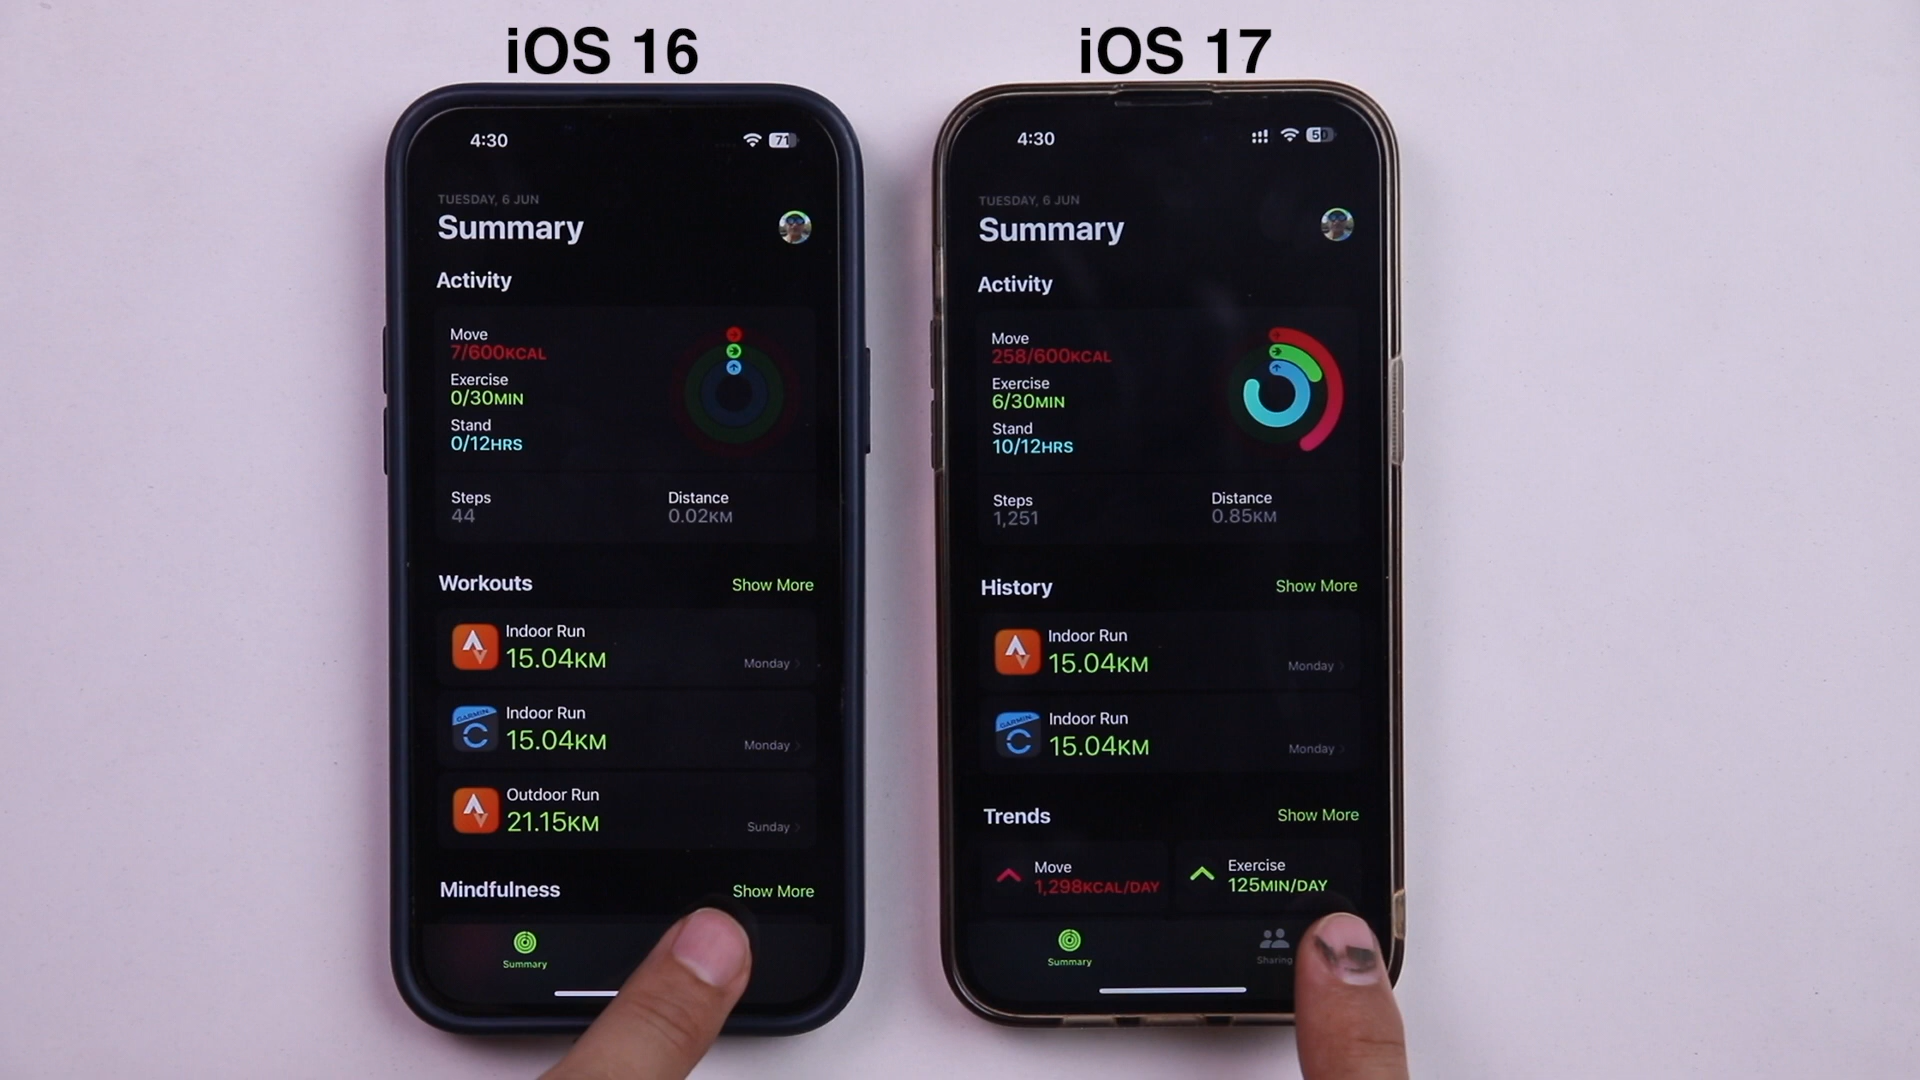 iOS 16
4:30
71
TUESDAY, 6 JUN
Summary
Activity
Move
7/600KCAL
Exercise
0/30MIN
Stand
0/12HRS
Steps
44
Distance
0.02KM
Workouts
Show More
Indoor Run
15.04KM
Monday
GARMIN
Indoor Run
15.04KM
Monday
Outdoor Run
21.15KM
Sunday
Mindfulness
Show More
Summary
iOS 17
4:30
50
TUESDAY, 6 JUN
Summary
Activity
Move
258/600KCAL
Exercise
6/30MIN
Stand
10/12HRS
Steps
1,251
Distance
0.85KM
History
Show More
Indoor Run
15.04KM
Monday
GARMIN
Indoor Run
15.04KM
Monday
Trends
Show More
Move
1,298KCAL/DAY
Exercise
125MIN/DAY
Summary
Sharing